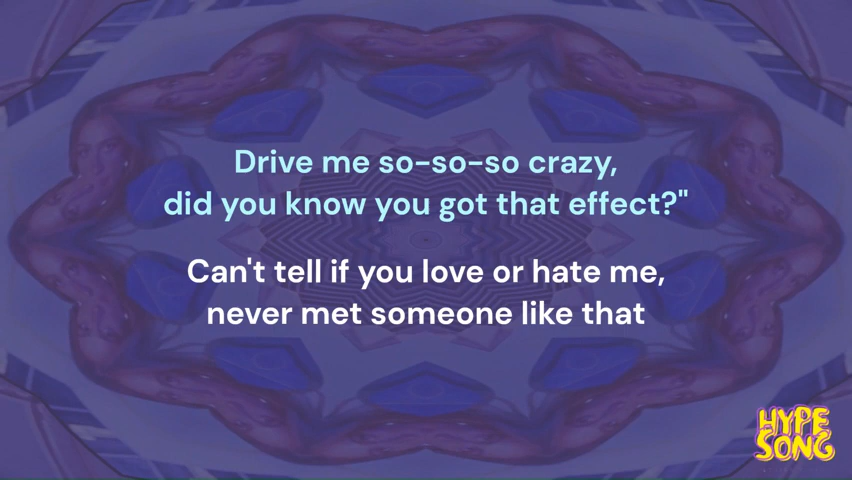 Drive me so-so-so crazy,
did you know you got that effect?"
Can't tell if you love or hate me,
never met someone like that
HYPE
SONG